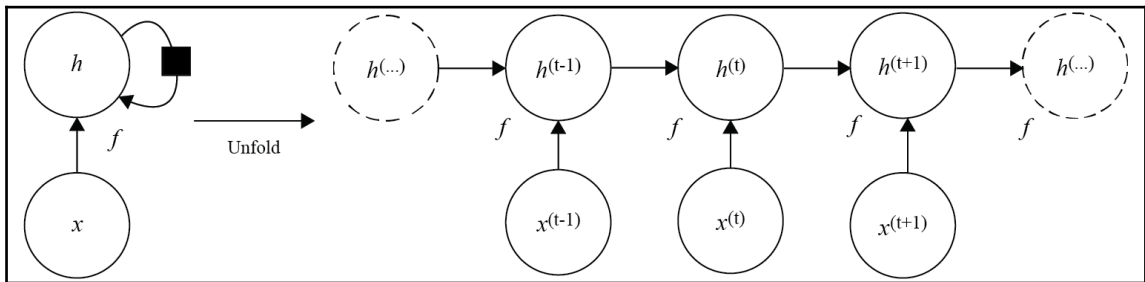 h h(...) h(t-1) h(t) h(t+1) h(...)
f f f f f
Unfold
x x(t-1) x(t) x(t+1)